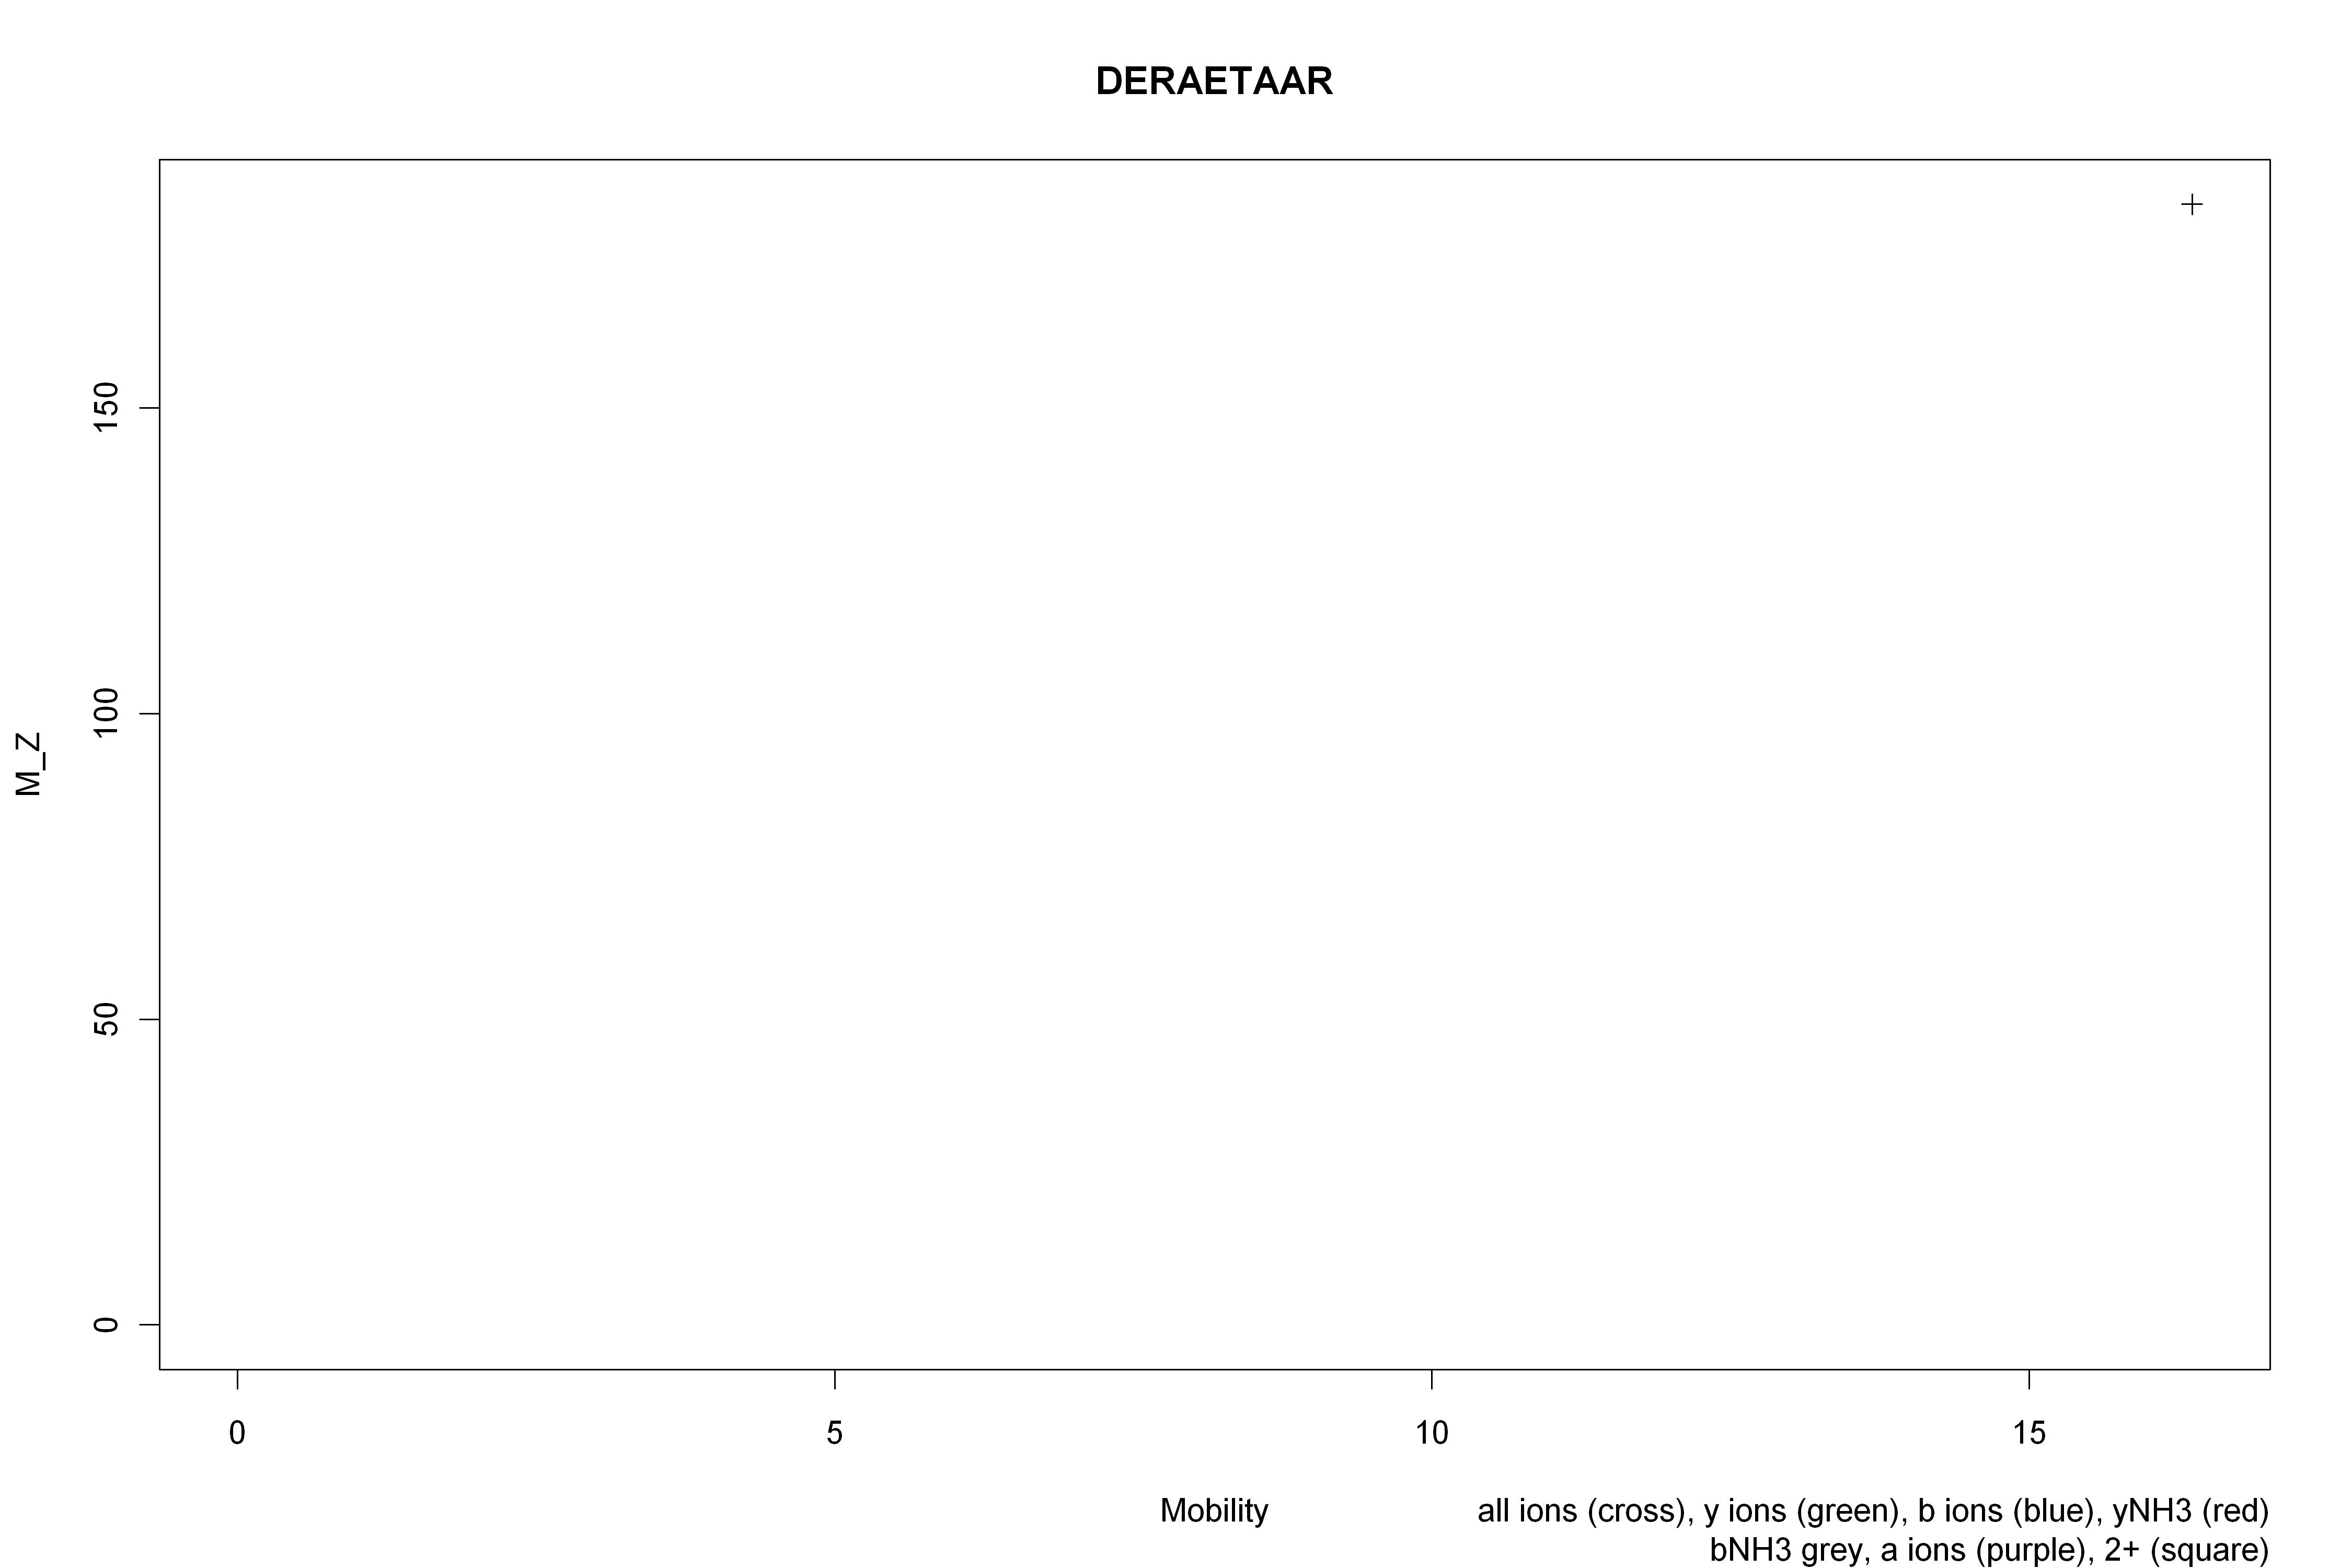 DERAETAAR
150
100
50
0
M_Z
0 5 10 15
Mobility
all ions (cross), y ions (green), b ions (blue), yNH3 (red)
bNH3 grey, a ions (purple), 2+ (square)